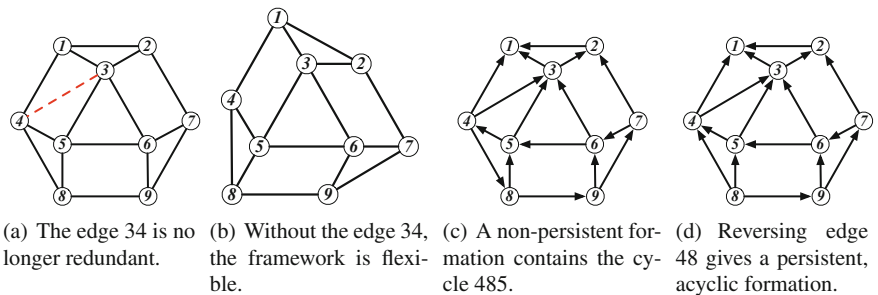 1 2 3 4 5 6 7 8 9
1 2 3 4 5 6 7 8 9
1 2 3 4 5 6 7 8 9
1 2 3 4 5 6 7 8 9
(a) The edge 34 is no
longer redundant.
(b) Without the edge 34,
the framework is flexi-
ble.
(c) A non-persistent for-
mation contains the cy-
cle 485.
(d) Reversing edge
48 gives a persistent,
acyclic formation.